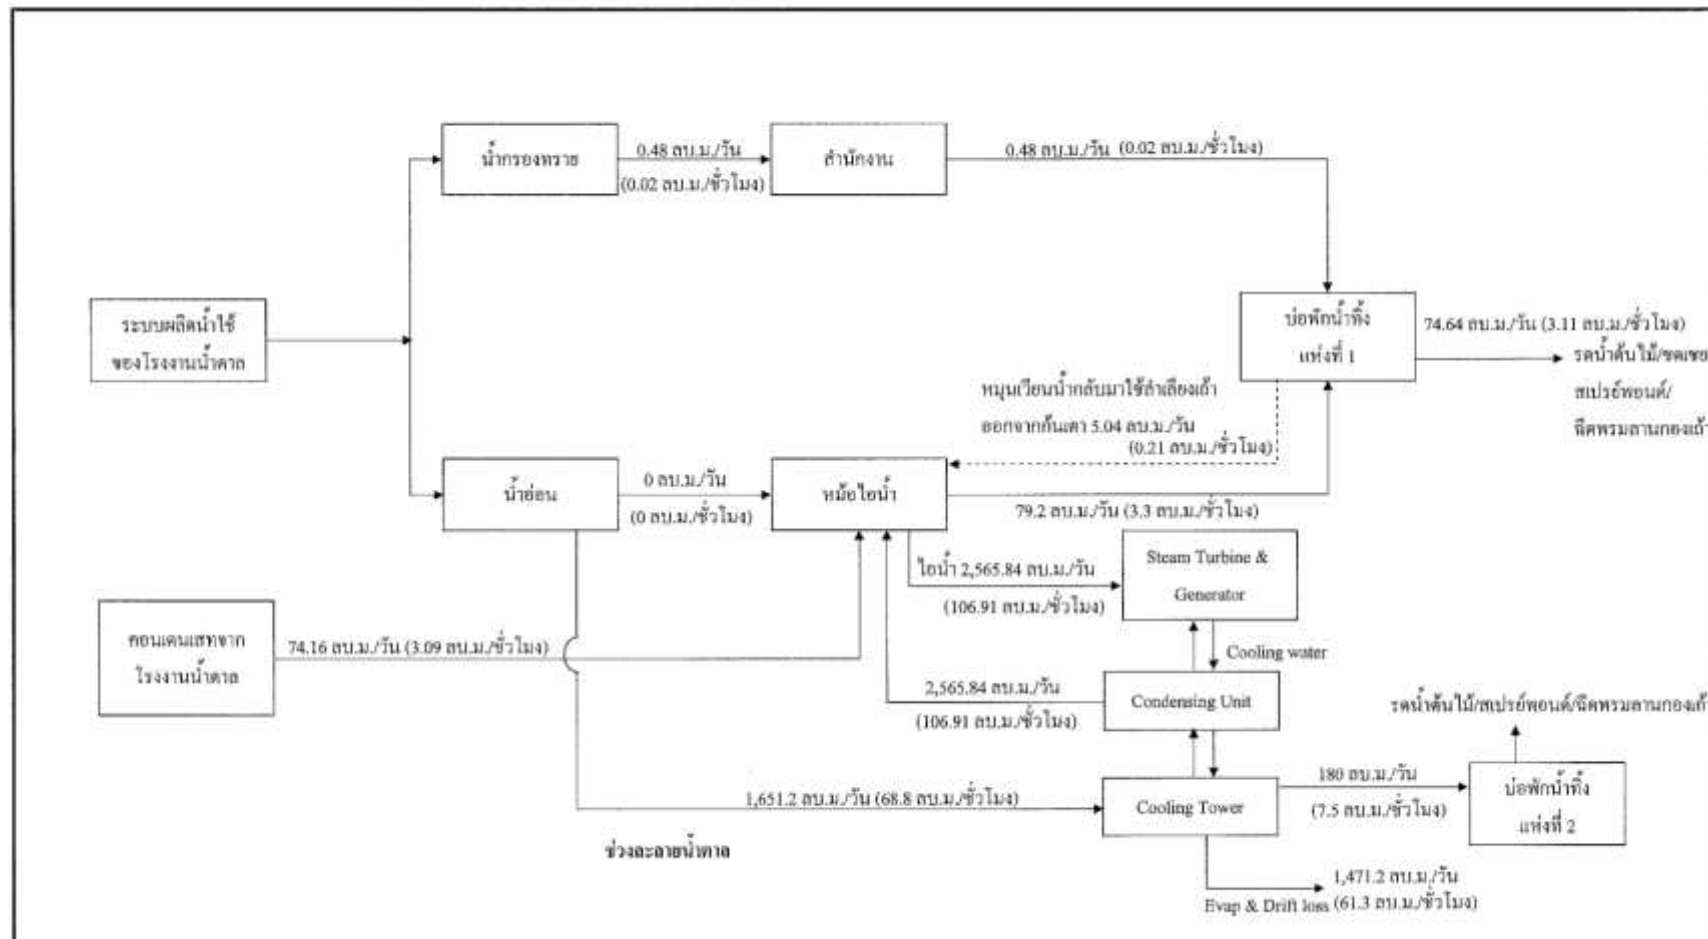 น้ำกรองทราย
0.48 ลบ.ม./วัน
(0.02 ลบ.ม./ชั่วโมง)
สำนักงาน
0.48 ลบ.ม./วัน (0.02 ลบ.ม./ชั่วโมง)
ระบบผลิตน้ำใช้
ของโรงงานน้ำตาล
บ่อพักน้ำทิ้ง
แห่งที่ 1
74.64 ลบ.ม./วัน (3.11 ลบ.ม./ชั่วโมง)
รดน้ำต้นไม้/ชดเชย
สเปรย์พอนด์/
ฉีดพรมลานกองเถ้า
หมุนเวียนน้ำกลับมาใช้ลำเลียงเถ้า
ออกจากก้นเตา 5.04 ลบ.ม./วัน
(0.21 ลบ.ม./ชั่วโมง)
น้ำอ่อน
0 ลบ.ม./วัน
(0 ลบ.ม./ชั่วโมง)
หม้อไอน้ำ
79.2 ลบ.ม./วัน (3.3 ลบ.ม./ชั่วโมง)
ไอน้ำ 2,565.84 ลบ.ม./วัน
(106.91 ลบ.ม./ชั่วโมง)
Steam Turbine &
Generator
คอนเดนเสทจาก
โรงงานน้ำตาล
74.16 ลบ.ม./วัน (3.09 ลบ.ม./ชั่วโมง)
Cooling water
2,565.84 ลบ.ม./วัน
(106.91 ลบ.ม./ชั่วโมง)
Condensing Unit
รดน้ำต้นไม้/สเปรย์พอนด์/ฉีดพรมลานกองเถ้า
1,651.2 ลบ.ม./วัน (68.8 ลบ.ม./ชั่วโมง)
Cooling Tower
180 ลบ.ม./วัน
(7.5 ลบ.ม./ชั่วโมง)
บ่อพักน้ำทิ้ง
แห่งที่ 2
ช่วงละลายน้ำตาล
1,471.2 ลบ.ม./วัน
Evap & Drift loss (61.3 ลบ.ม./ชั่วโมง)